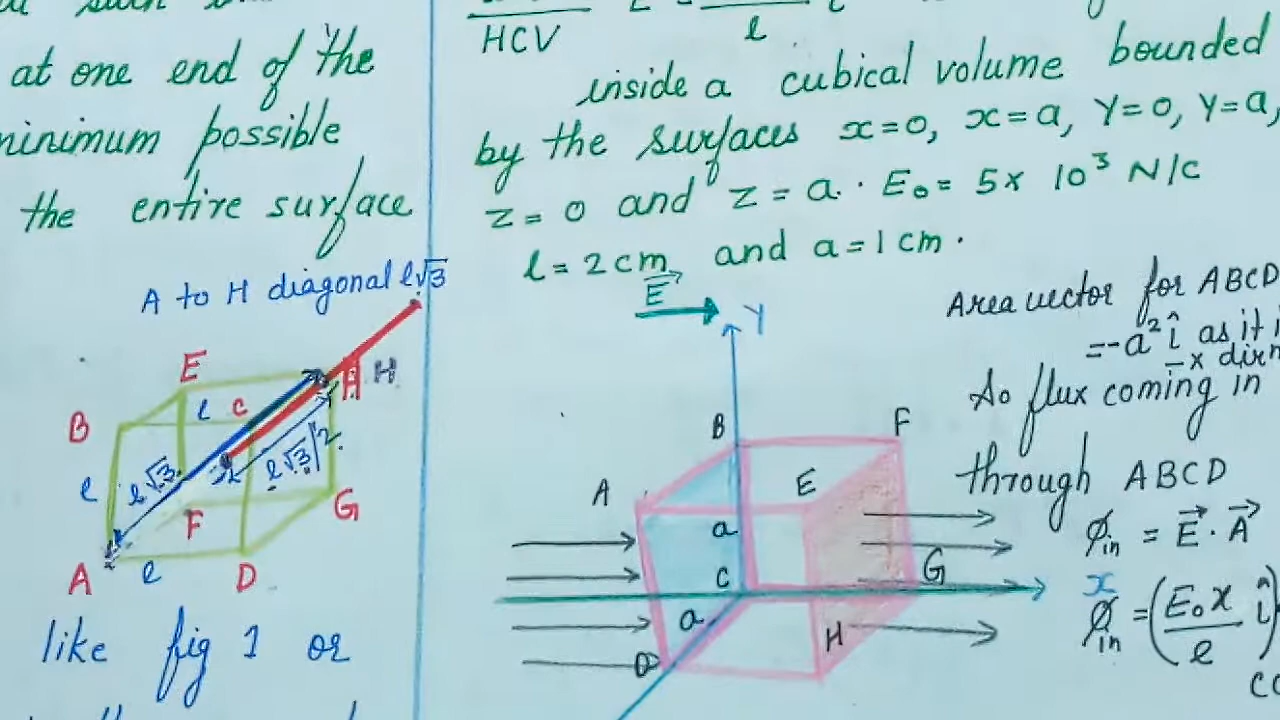 at one end of the
minimum possible
the entire surface
A to H diagonal l√3
E
B
l
C
H
l
l√3
l√3/2
F
G
A
l
D
like fig 1 or
HCV
l
inside a cubical volume bounded
by the surfaces x=0, x=a, Y=0, Y=a,
z=0 and z=a. E₀= 5x 10³ N/C
l=2cm and a=1cm.
E
Y
B
F
A
E
a
C
G
a
H
D
x
Area vector for ABCD
=-a² î as it
-x dirn
So flux coming in
through ABCD
φin = E · A
φin = (E₀x/l î)